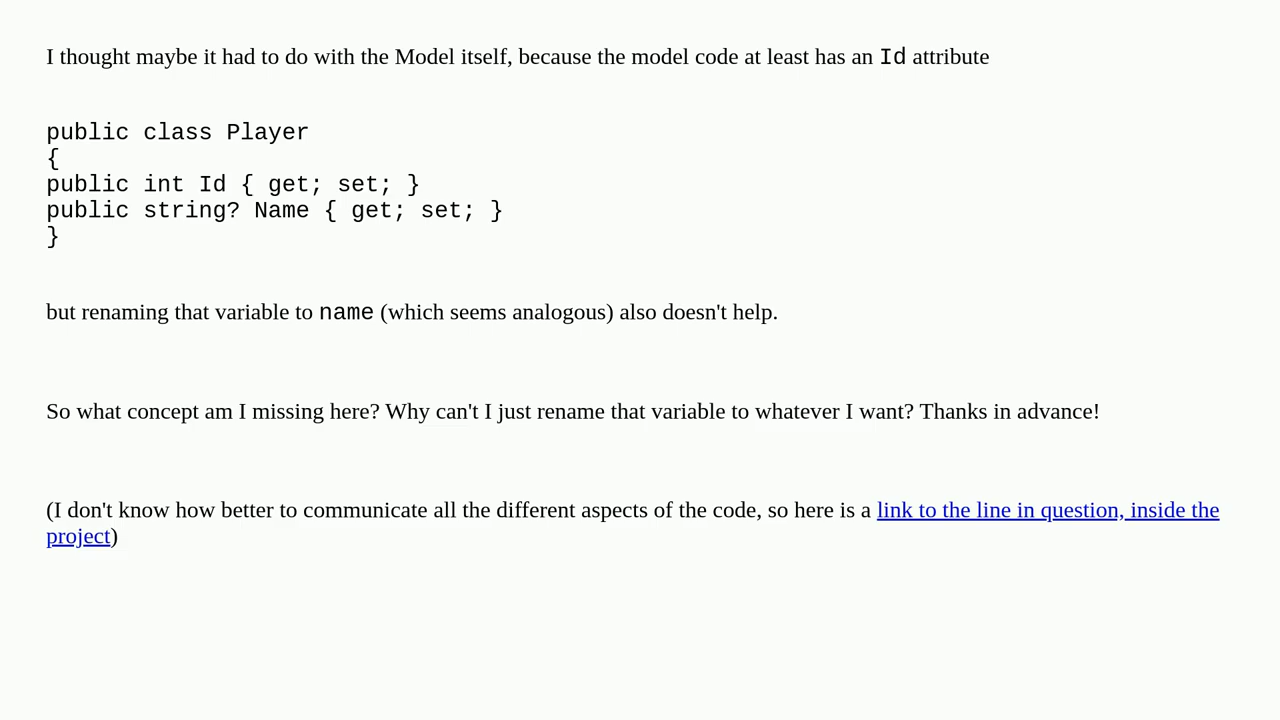 I thought maybe it had to do with the Model itself, because the model code at least has an Id attribute
public class Player
{
public int Id { get; set; }
public string? Name { get; set; }
}
but renaming that variable to name (which seems analogous) also doesn't help.
So what concept am I missing here? Why can't I just rename that variable to whatever I want? Thanks in advance!
(I don't know how better to communicate all the different aspects of the code, so here is a link to the line in question, inside the
project)